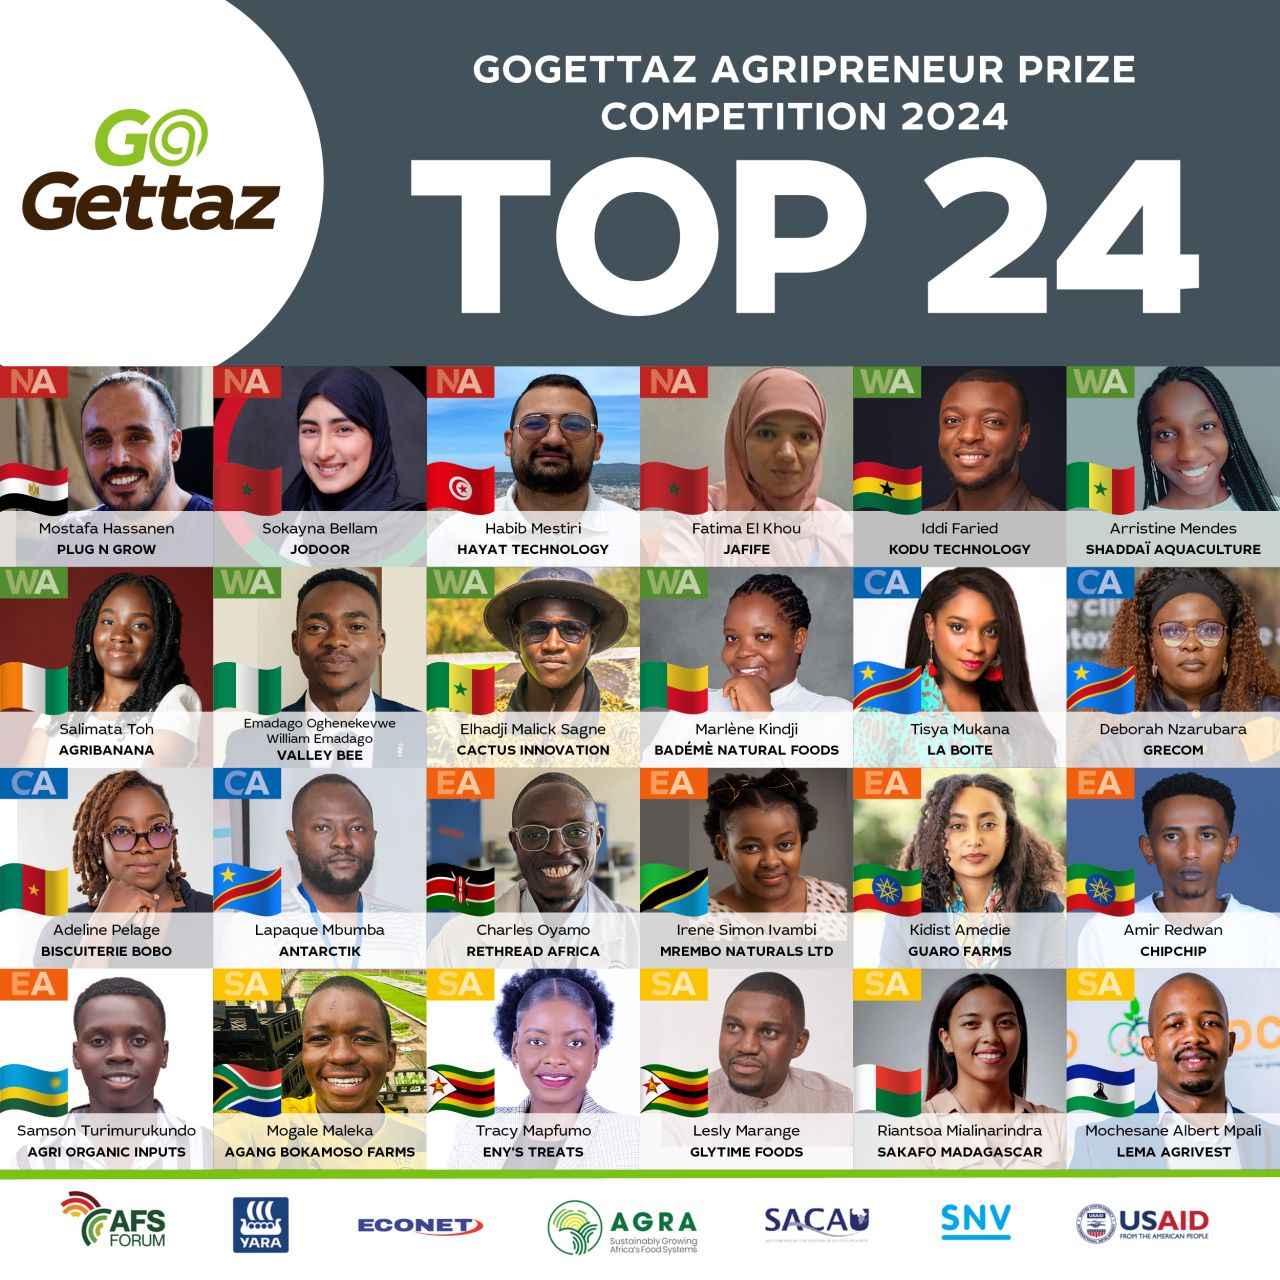 GO
Gettaz
GOGETTAZ AGRIPRENEUR PRIZE
COMPETITION 2024
TOP 24
NA
Mostafa Hassanen
PLUG N GROW
NA
Sokayna Bellam
JODOOR
NA
Habib Mestiri
HAYAT TECHNOLOGY
NA
Fatima El Khou
JAFIFE
WA
Iddi Faried
KODU TECHNOLOGY
WA
Arristine Mendes
SHADDAÏ AQUACULTURE
WA
Salimata Toh
AGRIBANANA
WA
Emadago Oghenekevwe
William Emadago
VALLEY BEE
WA
Elhadji Malick Sagne
CACTUS INNOVATION
WA
Marlène Kindji
BADÉMÈ NATURAL FOODS
CA
Tisya Mukana
LA BOITE
CA
Deborah Nzarubara
GRECOM
CA
Adeline Pelage
BISCUITERIE BOBO
CA
Lapaque Mbumba
ANTARCTIK
EA
Charles Oyamo
RETHREAD AFRICA
EA
Irene Simon Ivambi
MREMBO NATURALS LTD
EA
Kidist Amedie
GUARO FARMS
EA
Amir Redwan
CHIPCHIP
EA
Samson Turimurukundo
AGRI ORGANIC INPUTS
SA
Mogale Maleka
AGANG BOKAMOSO FARMS
SA
Tracy Mapfumo
ENY'S TREATS
SA
Lesly Marange
GLYTIME FOODS
SA
Riantsoa Mialinarindra
SAKAFO MADAGASCAR
SA
Mochesane Albert Mpali
LEMA AGRIVEST
AFS
FORUM
YARA
ECONET
AGRA
Sustainably Growing
Africa's Food Systems
SACAU
SNV
USAID
FROM THE AMERICAN PEOPLE